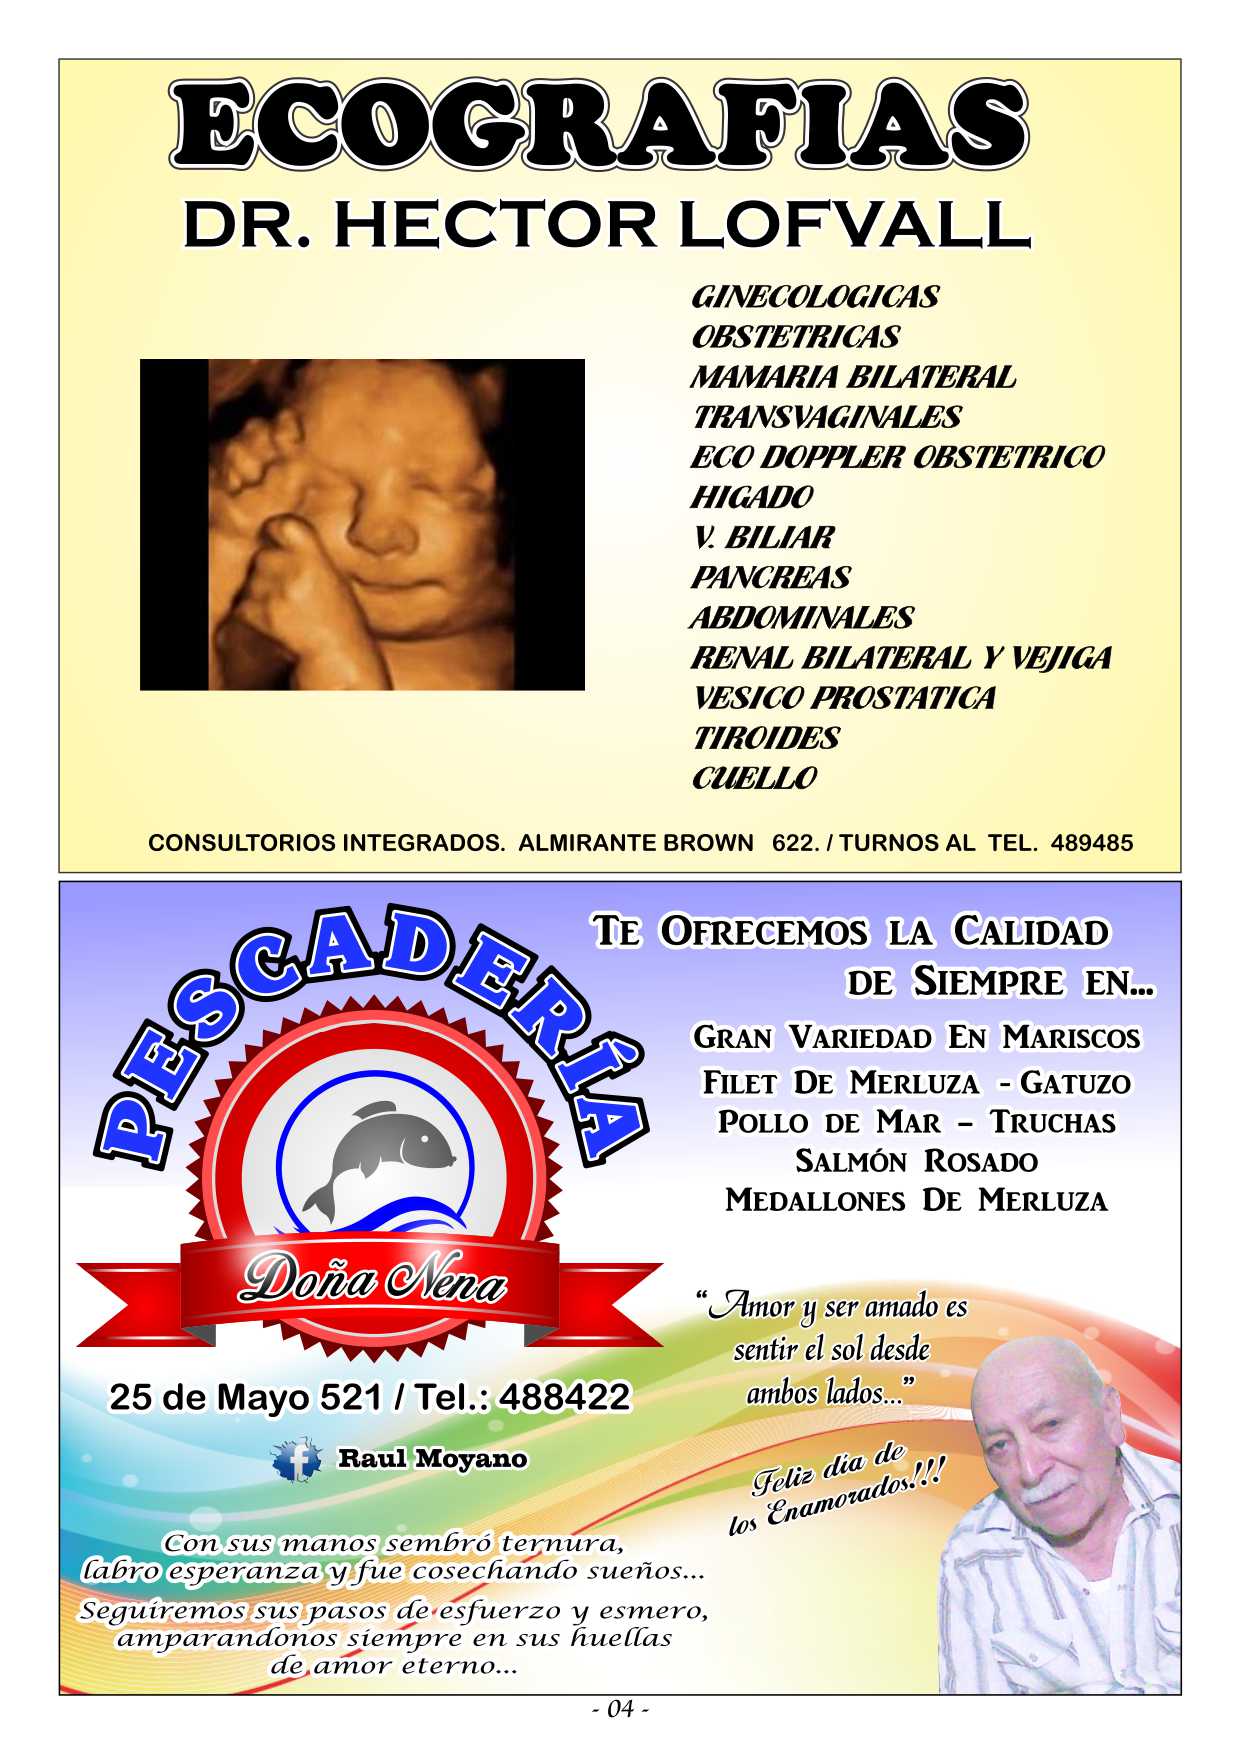 ECOGRAFIAS
DR. HECTOR LOFVALL
GINECOLOGICAS
OBSTETRICAS
MAMARIA BILATERAL
TRANSVAGINALES
ECO DOPPLER OBSTETRICO
HIGADO
V. BILIAR
PANCREAS
ABDOMINALES
RENAL BILATERAL Y VEJIGA
VESICO PROSTATICA
TIROIDES
CUELLO
CONSULTORIOS INTEGRADOS. ALMIRANTE BROWN 622. / TURNOS AL TEL. 489485
PESCADERÍA
Doña Nena
25 de Mayo 521 / Tel.: 488422
f Raul Moyano
Te Ofrecemos la Calidad
de Siempre en...
Gran Variedad En Mariscos
Filet De Merluza - Gatuzo
Pollo de Mar – Truchas
Salmón Rosado
Medallones De Merluza
“Amor y ser amado es
sentir el sol desde
ambos lados...”
Feliz día de
los Enamorados!!!
Con sus manos sembró ternura,
labro esperanza y fue cosechando sueños...
Seguiremos sus pasos de esfuerzo y esmero,
amparandonos siempre en sus huellas
de amor eterno...
- 04 -